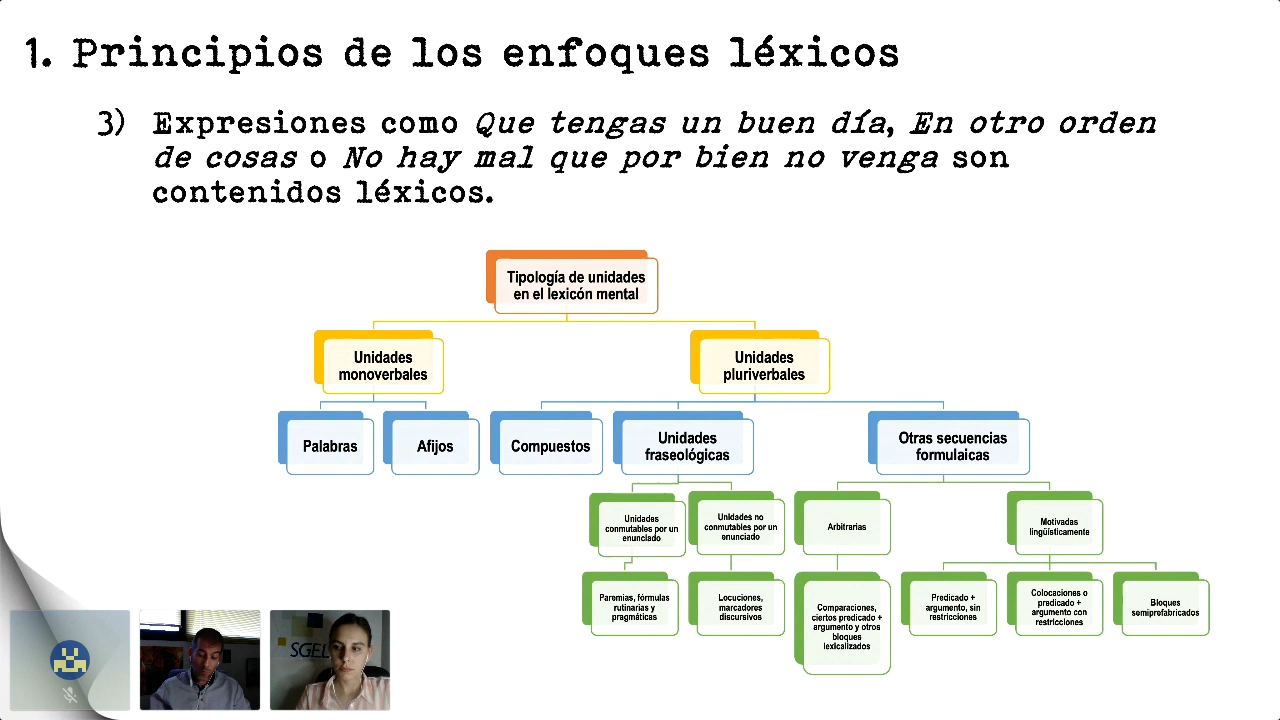 1. Principios de los enfoques léxicos
3) Expresiones como Que tengas un buen día, En otro orden
de cosas o No hay mal que por bien no venga son
contenidos léxicos.
Tipología de unidades
en el lexicón mental
Unidades
monoverbales
Unidades
pluriverbales
Palabras
Afijos
Compuestos
Unidades
fraseológicas
Otras secuencias
formulaicas
Unidades
conmutables por un
enunciado
Unidades no
conmutables por un
enunciado
Arbitrarias
Motivadas
lingüísticamente
Paremias, fórmulas
rutinarias y
pragmáticas
Locuciones,
marcadores
discursivos
Comparaciones,
ciertos predicado +
argumento y otros
bloques
lexicalizados
Predicado +
argumento, sin
restricciones
Colocaciones o
predicado +
argumento con
restricciones
Bloques
semiprefabricados
SGEL